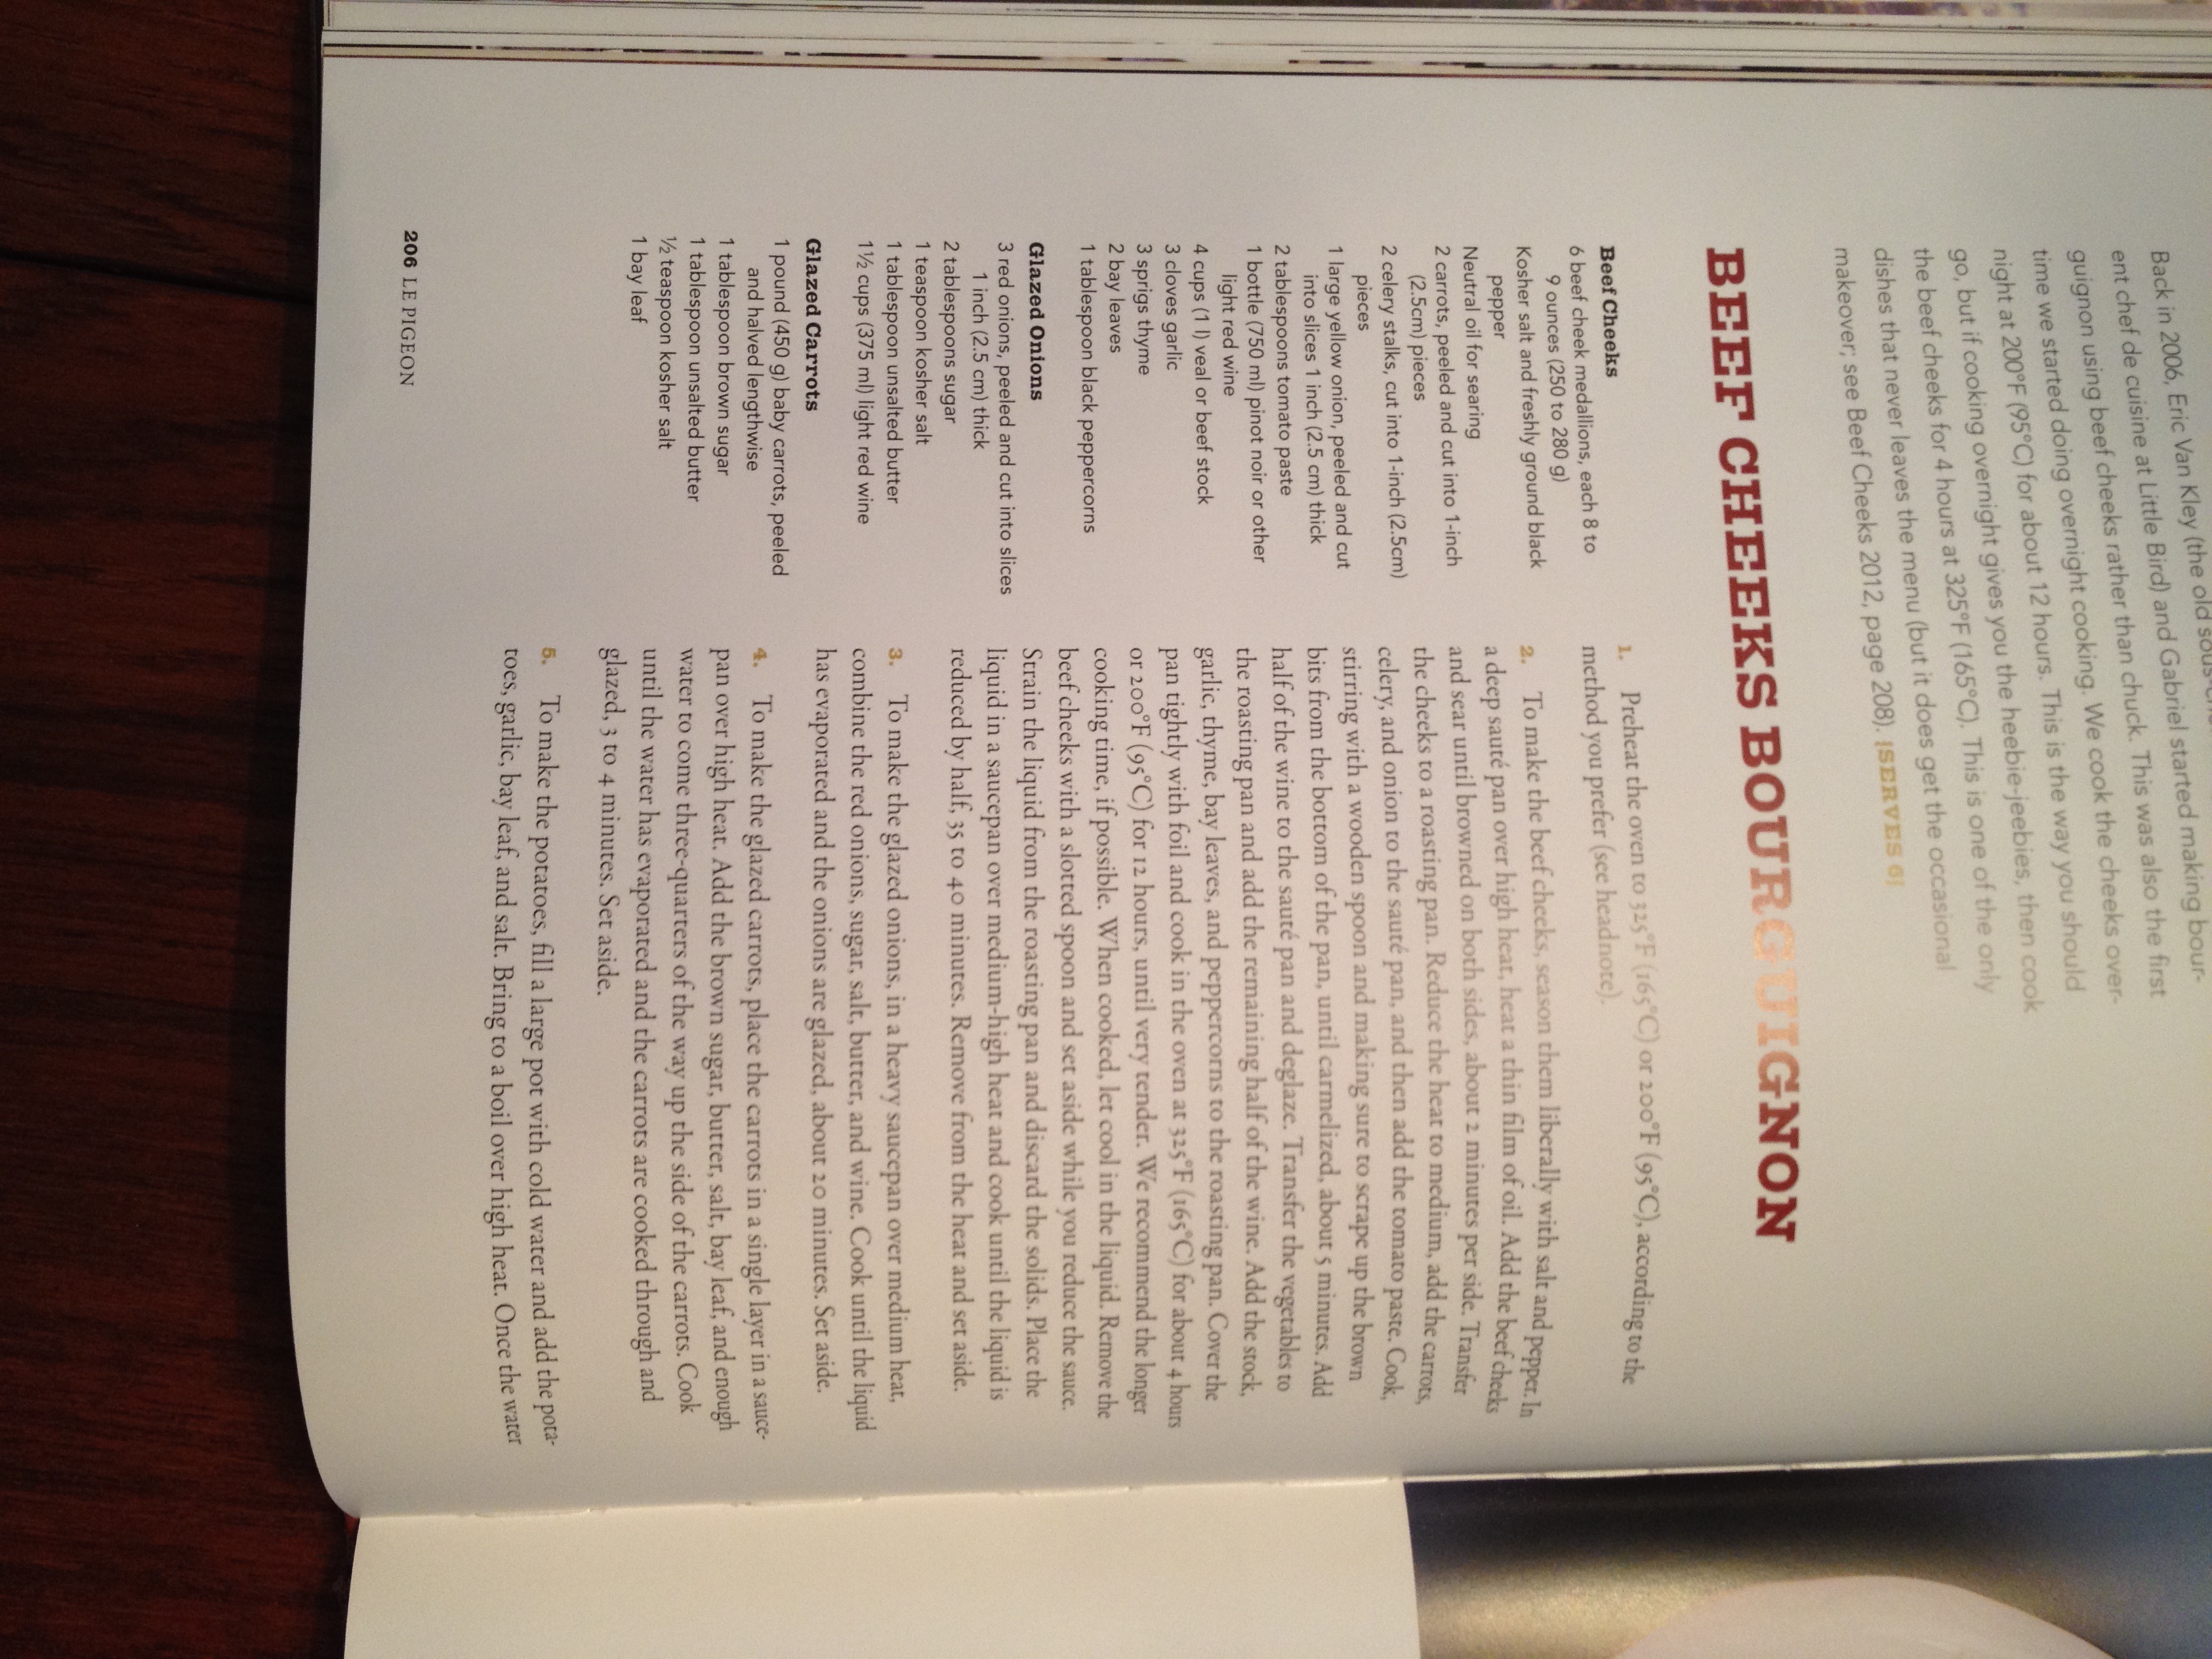 Back in 2006, Eric Van Kley (the old
ent chef de cuisine at Little Bird) and Gabriel started making bour-
guignon using beef cheeks rather than chuck. This was also the first
time we started doing overnight cooking. We cook the cheeks over-
night at 200°F (95°C) for about 12 hours. This is the way you should
go, but if cooking overnight gives you the heebie-jeebies, then cook
the beef cheeks for 4 hours at 325°F (165°C). This is one of the only
dishes that never leaves the menu (but it does get the occasional
makeover; see Beef Cheeks 2012, page 208). {SERVES 6}
BEEF CHEEKS BOURGUIGNON
Beef Cheeks
6 beef cheek medallions, each 8 to
9 ounces (250 to 280 g)
Kosher salt and freshly ground black
pepper
Neutral oil for searing
2 carrots, peeled and cut into 1-inch
(2.5cm) pieces
2 celery stalks, cut into 1-inch (2.5cm)
pieces
1 large yellow onion, peeled and cut
into slices 1 inch (2.5 cm) thick
2 tablespoons tomato paste
1 bottle (750 ml) pinot noir or other
light red wine
4 cups (1 l) veal or beef stock
3 cloves garlic
3 sprigs thyme
2 bay leaves
1 tablespoon black peppercorns
Glazed Onions
3 red onions, peeled and cut into slices
1 inch (2.5 cm) thick
2 tablespoons sugar
1 teaspoon kosher salt
1 tablespoon unsalted butter
1½ cups (375 ml) light red wine
Glazed Carrots
1 pound (450 g) baby carrots, peeled
and halved lengthwise
1 tablespoon brown sugar
1 tablespoon unsalted butter
½ teaspoon kosher salt
1 bay leaf
1. Preheat the oven to 325°F (165°C) or 200°F (95°C), according to the
method you prefer (see headnote).
2. To make the beef cheeks, season them liberally with salt and pepper. In
a deep sauté pan over high heat, heat a thin film of oil. Add the beef cheeks
and sear until browned on both sides, about 2 minutes per side. Transfer
the cheeks to a roasting pan. Reduce the heat to medium, add the carrots,
celery, and onion to the sauté pan, and then add the tomato paste. Cook,
stirring with a wooden spoon and making sure to scrape up the brown
bits from the bottom of the pan, until carmelized, about 5 minutes. Add
half of the wine to the sauté pan and deglaze. Transfer the vegetables to
the roasting pan and add the remaining half of the wine. Add the stock,
garlic, thyme, bay leaves, and peppercorns to the roasting pan. Cover the
pan tightly with foil and cook in the oven at 325°F (165°C) for about 4 hours
or 200°F (95°C) for 12 hours, until very tender. We recommend the longer
cooking time, if possible. When cooked, let cool in the liquid. Remove the
beef cheeks with a slotted spoon and set aside while you reduce the sauce.
Strain the liquid from the roasting pan and discard the solids. Place the
liquid in a saucepan over medium-high heat and cook until the liquid is
reduced by half, 35 to 40 minutes. Remove from the heat and set aside.
3. To make the glazed onions, in a heavy saucepan over medium heat,
combine the red onions, sugar, salt, butter, and wine. Cook until the liquid
has evaporated and the onions are glazed, about 20 minutes. Set aside.
4. To make the glazed carrots, place the carrots in a single layer in a sauce-
pan over high heat. Add the brown sugar, butter, salt, bay leaf, and enough
water to come three-quarters of the way up the side of the carrots. Cook
until the water has evaporated and the carrots are cooked through and
glazed, 3 to 4 minutes. Set aside.
5. To make the potatoes, fill a large pot with cold water and add the pota-
toes, garlic, bay leaf, and salt. Bring to a boil over high heat. Once the water
206 LE PIGEON